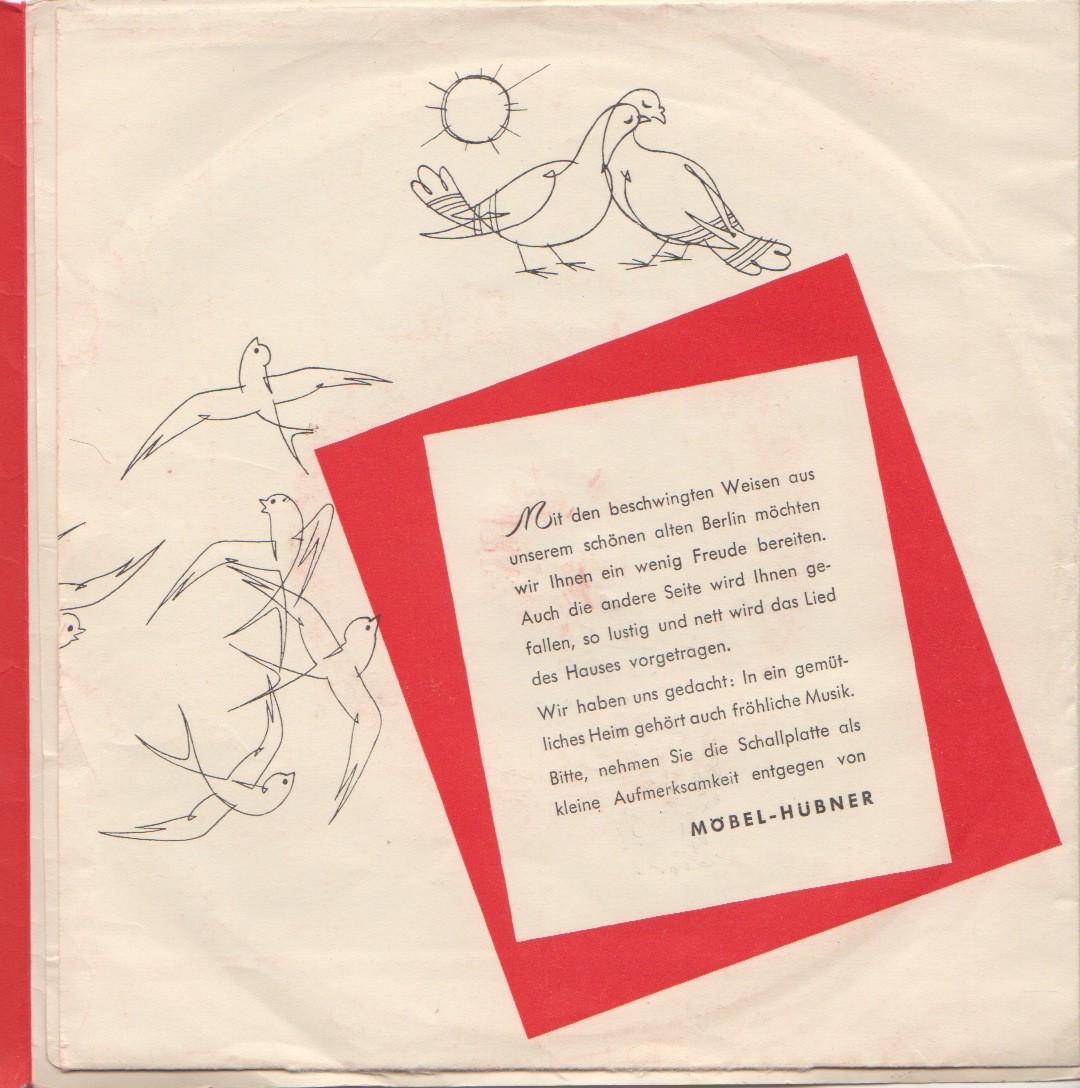 Mit den beschwingten Weisen aus
unserem schönen alten Berlin möchten
wir Ihnen ein wenig Freude bereiten.
Auch die andere Seite wird Ihnen ge-
fallen, so lustig und nett wird das Lied
des Hauses vorgetragen.
Wir haben uns gedacht: In ein gemüt-
liches Heim gehört auch fröhliche Musik.
Bitte, nehmen Sie die Schallplatte als
kleine Aufmerksamkeit entgegen von
MÖBEL-HÜBNER